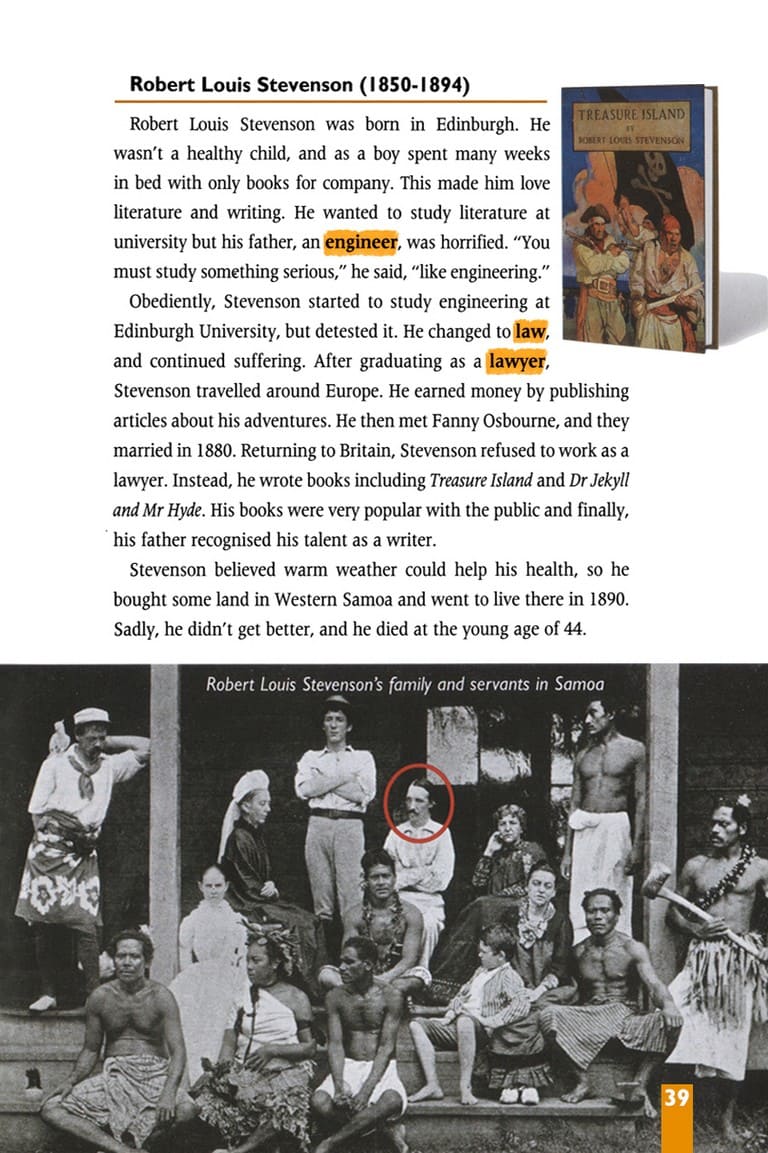 Robert Louis Stevenson (1850-1894)
Robert Louis Stevenson was born in Edinburgh. He
wasn't a healthy child, and as a boy spent many weeks
in bed with only books for company. This made him love
literature and writing. He wanted to study literature at
university but his father, an engineer, was horrified. "You
must study something serious," he said, "like engineering."
Obediently, Stevenson started to study engineering at
Edinburgh University, but detested it. He changed to law,
and continued suffering. After graduating as a lawyer,
Stevenson travelled around Europe. He earned money by publishing
articles about his adventures. He then met Fanny Osbourne, and they
married in 1880. Returning to Britain, Stevenson refused to work as a
lawyer. Instead, he wrote books including Treasure Island and Dr Jekyll
and Mr Hyde. His books were very popular with the public and finally,
his father recognised his talent as a writer.
Stevenson believed warm weather could help his health, so he
bought some land in Western Samoa and went to live there in 1890.
Sadly, he didn't get better, and he died at the young age of 44.
TREASURE ISLAND
BY
ROBERT LOUIS STEVENSON
Robert Louis Stevenson's family and servants in Samoa
39